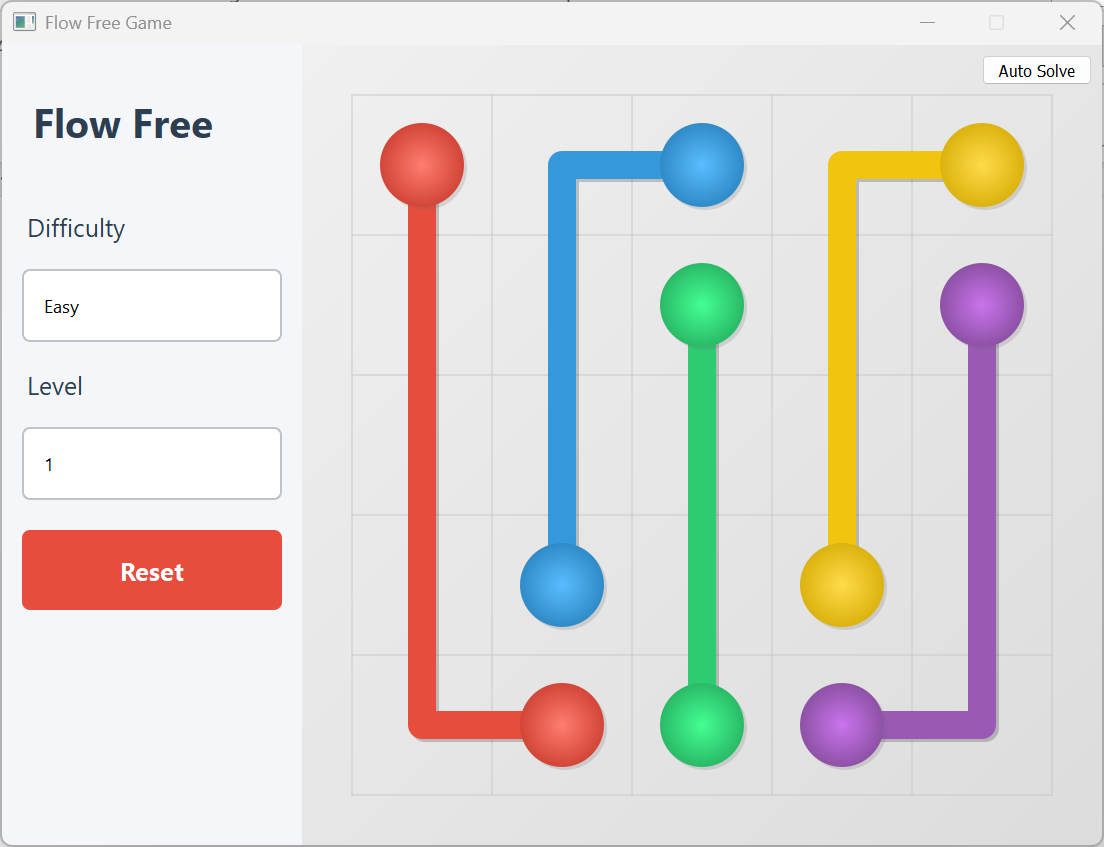 Flow Free Game
Auto Solve
Flow Free
Difficulty
Easy
Level
1
Reset